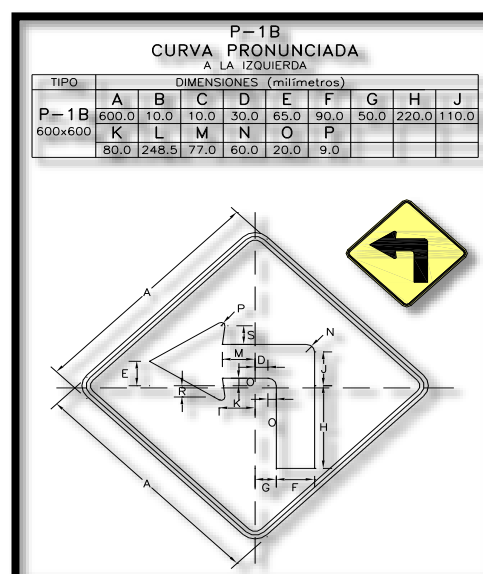 P-1B
CURVA PRONUNCIADA
A LA IZQUIERDA
TIPO DIMENSIONES (milímetros)
P-1B
600x600
A B C D E F G H J
600.0 10.0 10.0 30.0 65.0 90.0 50.0 220.0 110.0
K L M N O P
80.0 248.5 77.0 60.0 20.0 9.0
A
P
S
N
M D
J
E
O
R
K
O
H
G F
A